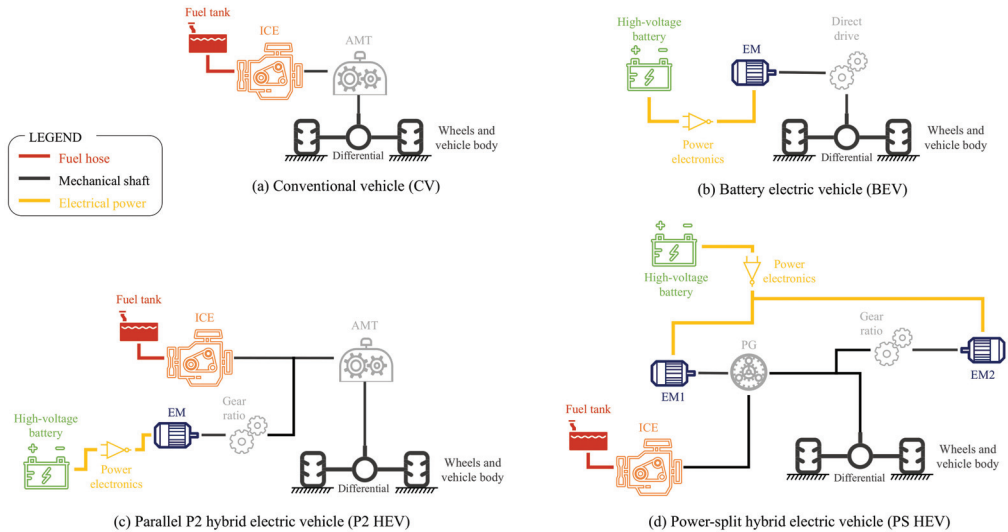 Fuel tank
ICE
AMT
Differential
Wheels and
vehicle body
(a) Conventional vehicle (CV)
High-voltage
battery
+ −
EM
Direct
drive
Power
electronics
Differential
Wheels and
vehicle body
(b) Battery electric vehicle (BEV)
LEGEND
Fuel hose
Mechanical shaft
Electrical power
Fuel tank
ICE
AMT
High-voltage
battery
+ −
EM
Gear
ratio
Power
electronics
Differential
Wheels and
vehicle body
(c) Parallel P2 hybrid electric vehicle (P2 HEV)
+ −
High-voltage
battery
Power
electronics
Gear
ratio
PG
EM1
EM2
Fuel tank
ICE
Differential
Wheels and
vehicle body
(d) Power-split hybrid electric vehicle (PS HEV)